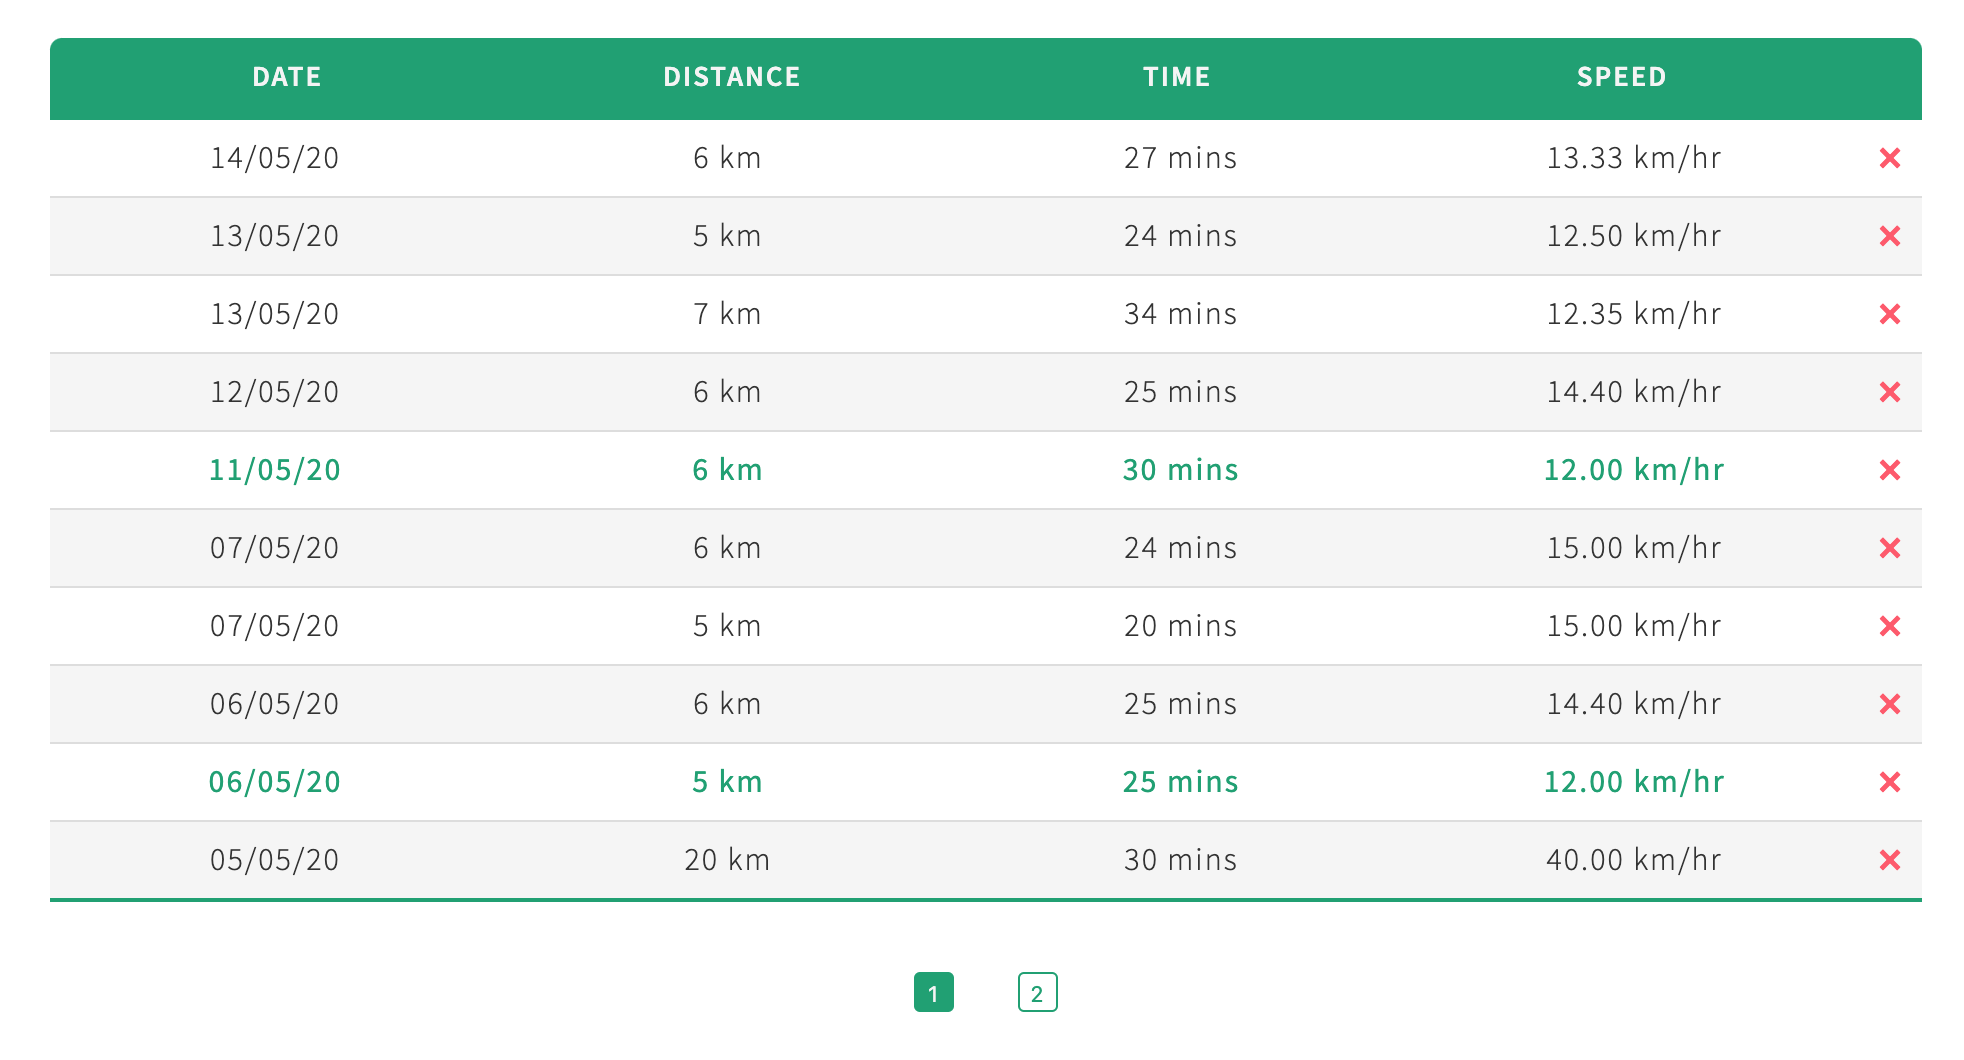 DATE DISTANCE TIME SPEED
14/05/20 6 km 27 mins 13.33 km/hr
13/05/20 5 km 24 mins 12.50 km/hr
13/05/20 7 km 34 mins 12.35 km/hr
12/05/20 6 km 25 mins 14.40 km/hr
11/05/20 6 km 30 mins 12.00 km/hr
07/05/20 6 km 24 mins 15.00 km/hr
07/05/20 5 km 20 mins 15.00 km/hr
06/05/20 6 km 25 mins 14.40 km/hr
06/05/20 5 km 25 mins 12.00 km/hr
05/05/20 20 km 30 mins 40.00 km/hr
1 2